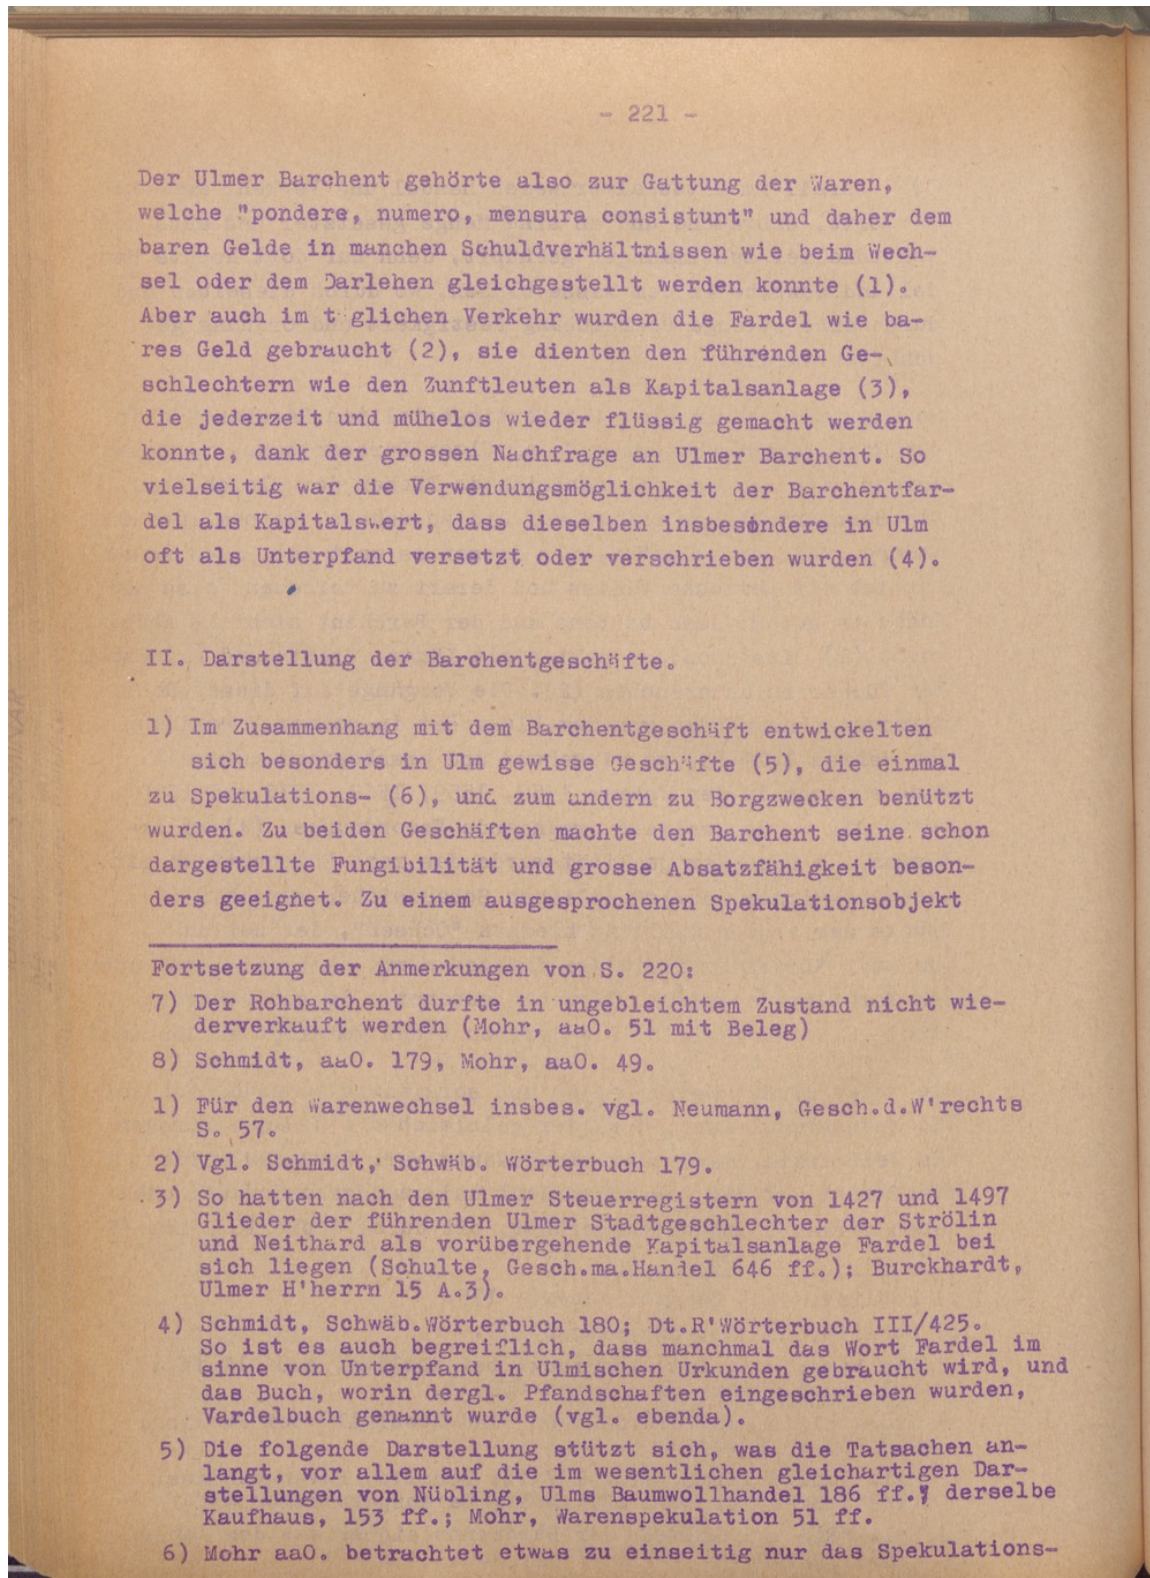 - 221 -
Der Ulmer Barchent gehörte also zur Gattung der Waren,
welche "pondere, numero, mensura consistunt" und daher dem
baren Gelde in manchen Schuldverhältnissen wie beim Wech-
sel oder dem Darlehen gleichgestellt werden konnte (1).
Aber auch im t glichen Verkehr wurden die Fardel wie ba-
res Geld gebraucht (2), sie dienten den führenden Ge-
schlechtern wie den Zunftleuten als Kapitalsanlage (3),
die jederzeit und mühelos wieder flüssig gemacht werden
konnte, dank der grossen Nachfrage an Ulmer Barchent. So
vielseitig war die Verwendungsmöglichkeit der Barchentfar-
del als Kapitalswert, dass dieselben insbesondere in Ulm
oft als Unterpfand versetzt oder verschrieben wurden (4).
II. Darstellung der Barchentgeschäfte.
1) Im Zusammenhang mit dem Barchentgeschäft entwickelten
sich besonders in Ulm gewisse Geschäfte (5), die einmal
zu Spekulations- (6), und zum andern zu Borgzwecken benützt
wurden. Zu beiden Geschäften machte den Barchent seine schon
dargestellte Fungibilität und grosse Absatzfähigkeit beson-
ders geeignet. Zu einem ausgesprochenen Spekulationsobjekt
Fortsetzung der Anmerkungen von S. 220:
7) Der Rohbarchent durfte in ungebleichtem Zustand nicht wie-
derverkauft werden (Mohr, aaO. 51 mit Beleg)
8) Schmidt, aaO. 179, Mohr, aaO. 49.
1) Für den Warenwechsel insbes. vgl. Neumann, Gesch.d.W'rechts
S. 57.
2) Vgl. Schmidt, Schwäb. Wörterbuch 179.
3) So hatten nach den Ulmer Steuerregistern von 1427 und 1497
Glieder der führenden Ulmer Stadtgeschlechter der Strölin
und Neithard als vorübergehende Kapitalsanlage Fardel bei
sich liegen (Schulte, Gesch.ma.Handel 646 ff.); Burckhardt,
Ulmer H'herrn 15 A.3).
4) Schmidt, Schwäb.Wörterbuch 180; Dt.R'Wörterbuch III/425.
So ist es auch begreiflich, dass manchmal das Wort Fardel im
sinne von Unterpfand in Ulmischen Urkunden gebraucht wird, und
das Buch, worin dergl. Pfandschaften eingeschrieben wurden,
Vardelbuch genannt wurde (vgl. ebenda).
5) Die folgende Darstellung stützt sich, was die Tatsachen an-
langt, vor allem auf die im wesentlichen gleichartigen Dar-
stellungen von Nübling, Ulms Baumwollhandel 186 ff.; derselbe
Kaufhaus, 153 ff.; Mohr, Warenspekulation 51 ff.
6) Mohr aaO. betrachtet etwas zu einseitig nur das Spekulations-